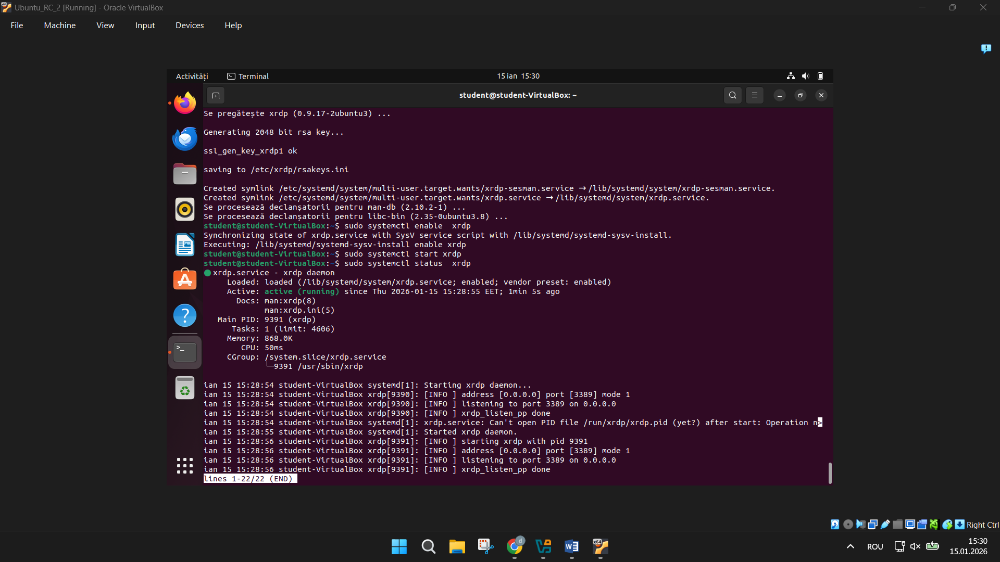 Ubuntu_RC_2 [Running] - Oracle VirtualBox
File Machine View Input Devices Help
Activități Terminal 15 ian 15:30
student@student-VirtualBox: ~
Se pregătește xrdp (0.9.17-2ubuntu3) ...
Generating 2048 bit rsa key...
ssl_gen_key_xrdp1 ok
saving to /etc/xrdp/rsakeys.ini
Created symlink /etc/systemd/system/multi-user.target.wants/xrdp-sesman.service → /lib/systemd/system/xrdp-sesman.service.
Created symlink /etc/systemd/system/multi-user.target.wants/xrdp.service → /lib/systemd/system/xrdp.service.
Se procesează declanșatorii pentru man-db (2.10.2-1) ...
Se procesează declanșatorii pentru libc-bin (2.35-0ubuntu3.8) ...
student@student-VirtualBox:~$ sudo systemctl enable  xrdp
Synchronizing state of xrdp.service with SysV service script with /lib/systemd/systemd-sysv-install.
Executing: /lib/systemd/systemd-sysv-install enable xrdp
student@student-VirtualBox:~$ sudo systemctl start xrdp
student@student-VirtualBox:~$ sudo systemctl status  xrdp
● xrdp.service - xrdp daemon
Loaded: loaded (/lib/systemd/system/xrdp.service; enabled; vendor preset: enabled)
Active: active (running) since Thu 2026-01-15 15:28:55 EET; 1min 5s ago
Docs: man:xrdp(8)
man:xrdp.ini(5)
Main PID: 9391 (xrdp)
Tasks: 1 (limit: 4606)
Memory: 868.0K
CPU: 50ms
CGroup: /system.slice/xrdp.service
└─9391 /usr/sbin/xrdp
ian 15 15:28:54 student-VirtualBox systemd[1]: Starting xrdp daemon...
ian 15 15:28:54 student-VirtualBox xrdp[9390]: [INFO ] address [0.0.0.0] port [3389] mode 1
ian 15 15:28:54 student-VirtualBox xrdp[9390]: [INFO ] listening to port 3389 on 0.0.0.0
ian 15 15:28:54 student-VirtualBox xrdp[9390]: [INFO ] xrdp_listen_pp done
ian 15 15:28:54 student-VirtualBox systemd[1]: xrdp.service: Can't open PID file /run/xrdp/xrdp.pid (yet?) after start: Operation n>
ian 15 15:28:55 student-VirtualBox systemd[1]: Started xrdp daemon.
ian 15 15:28:56 student-VirtualBox xrdp[9391]: [INFO ] starting xrdp with pid 9391
ian 15 15:28:56 student-VirtualBox xrdp[9391]: [INFO ] address [0.0.0.0] port [3389] mode 1
ian 15 15:28:56 student-VirtualBox xrdp[9391]: [INFO ] listening to port 3389 on 0.0.0.0
ian 15 15:28:56 student-VirtualBox xrdp[9391]: [INFO ] xrdp_listen_pp done
lines 1-22/22 (END)
Right Ctrl
ROU 15:30
15.01.2026